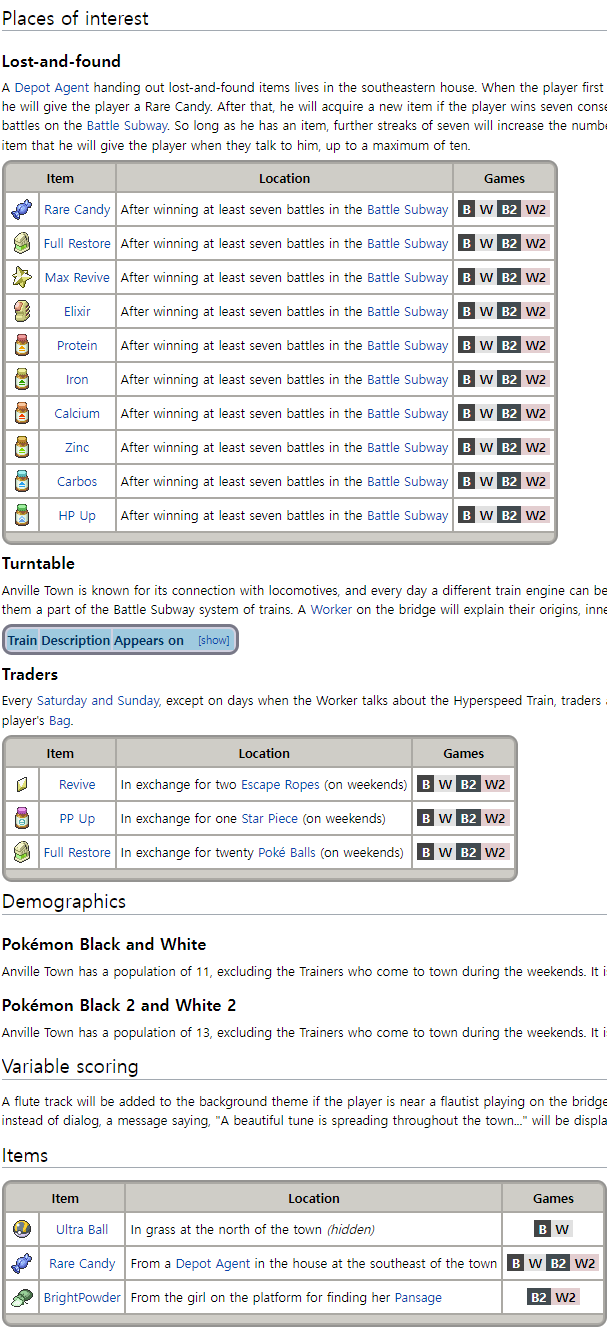 Places of interest
Lost-and-found
A Depot Agent handing out lost-and-found items lives in the southeastern house. When the player first
he will give the player a Rare Candy. After that, he will acquire a new item if the player wins seven conse
battles on the Battle Subway. So long as he has an item, further streaks of seven will increase the numbe
item that he will give the player when they talk to him, up to a maximum of ten.
Item Location Games
Rare Candy After winning at least seven battles in the Battle Subway B W B2 W2
Full Restore After winning at least seven battles in the Battle Subway B W B2 W2
Max Revive After winning at least seven battles in the Battle Subway B W B2 W2
Elixir After winning at least seven battles in the Battle Subway B W B2 W2
Protein After winning at least seven battles in the Battle Subway B W B2 W2
Iron After winning at least seven battles in the Battle Subway B W B2 W2
Calcium After winning at least seven battles in the Battle Subway B W B2 W2
Zinc After winning at least seven battles in the Battle Subway B W B2 W2
Carbos After winning at least seven battles in the Battle Subway B W B2 W2
HP Up After winning at least seven battles in the Battle Subway B W B2 W2
Turntable
Anville Town is known for its connection with locomotives, and every day a different train engine can be
them a part of the Battle Subway system of trains. A Worker on the bridge will explain their origins, inne
Train Description Appears on [show]
Traders
Every Saturday and Sunday, except on days when the Worker talks about the Hyperspeed Train, traders
player's Bag.
Item Location Games
Revive In exchange for two Escape Ropes (on weekends) B W B2 W2
PP Up In exchange for one Star Piece (on weekends) B W B2 W2
Full Restore In exchange for twenty Poké Balls (on weekends) B W B2 W2
Demographics
Pokémon Black and White
Anville Town has a population of 11, excluding the Trainers who come to town during the weekends. It i
Pokémon Black 2 and White 2
Anville Town has a population of 13, excluding the Trainers who come to town during the weekends. It i
Variable scoring
A flute track will be added to the background theme if the player is near a flautist playing on the bridge
instead of dialog, a message saying, "A beautiful tune is spreading throughout the town..." will be displa
Items
Item Location Games
Ultra Ball In grass at the north of the town (hidden) B W
Rare Candy From a Depot Agent in the house at the southeast of the town B W B2 W2
BrightPowder From the girl on the platform for finding her Pansage B2 W2